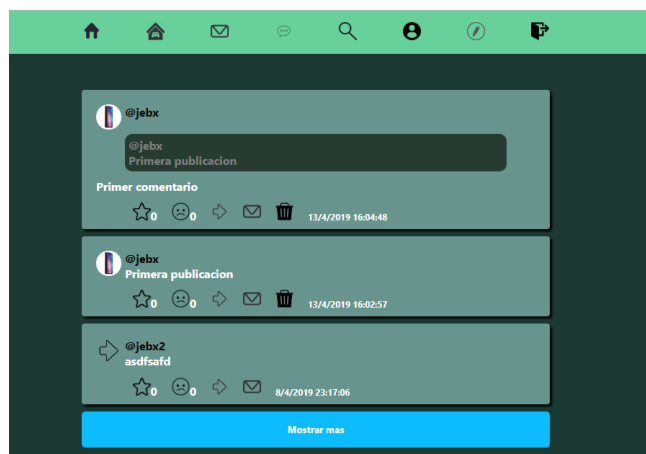 @jebx
@jebx
Primera publicacion
Primer comentario
0 0 13/4/2019 16:04:48
@jebx
Primera publicacion
0 0 13/4/2019 16:02:57
@jebx2
asdfsafd
0 0 8/4/2019 23:17:06
Mostrar mas